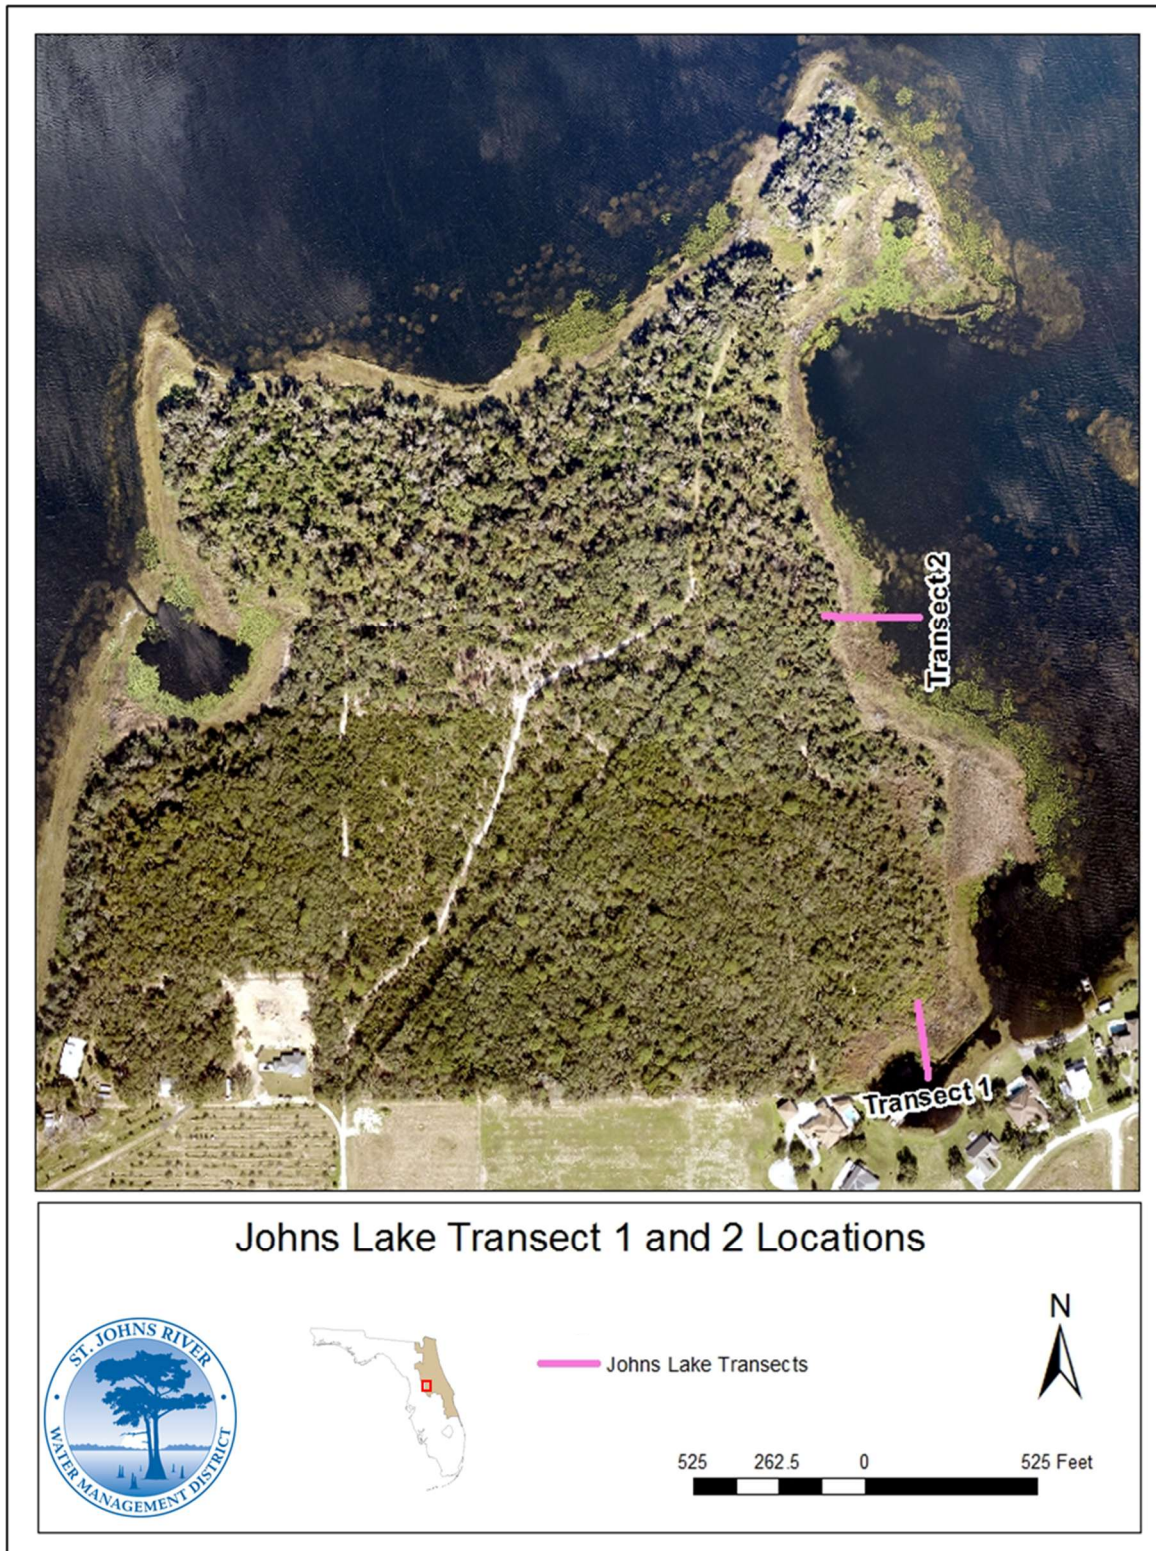 Transect 2
Transect 1
Johns Lake Transect 1 and 2 Locations
ST. JOHNS RIVER
WATER MANAGEMENT DISTRICT
Johns Lake Transects
N
525 262.5 0 525 Feet